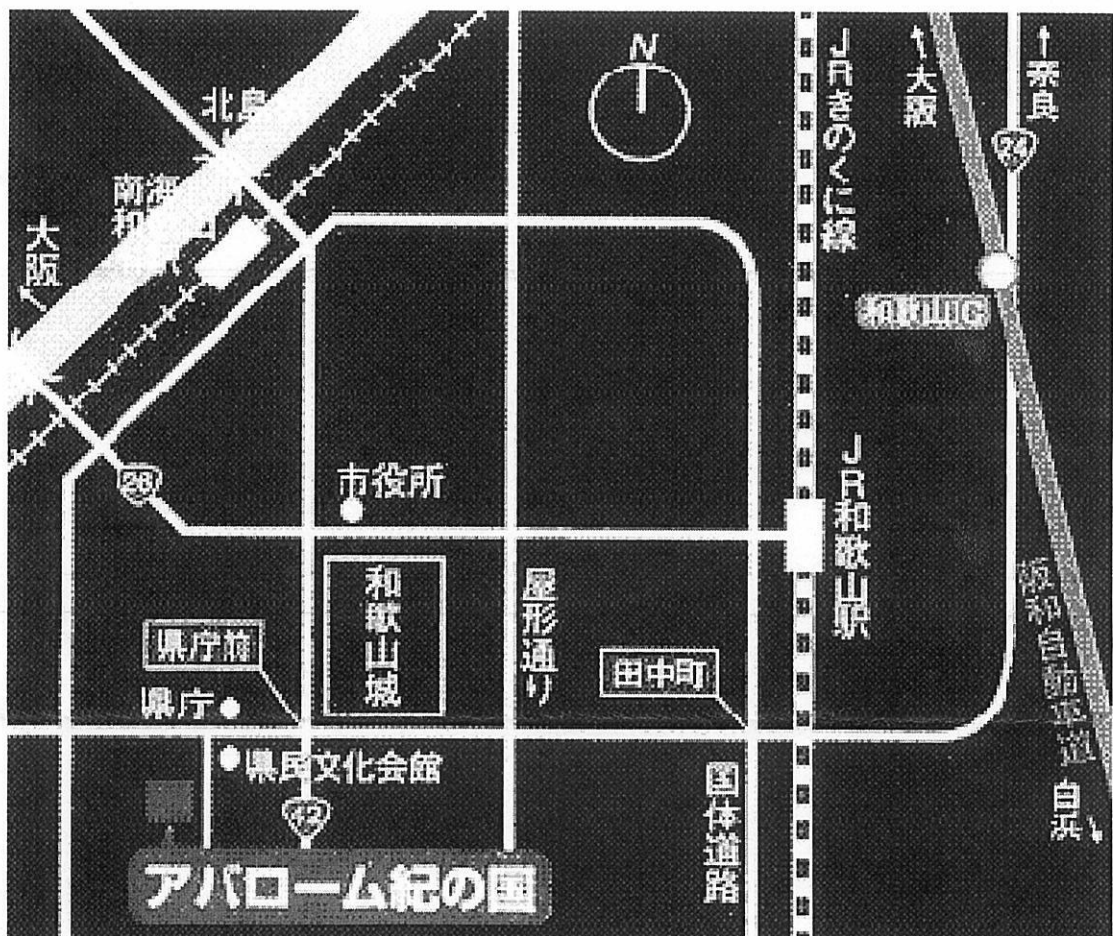 N
大阪
奈良
24
JRきのくに線
北島
南海
和
大阪
和歌山IC
26
市役所
JR和歌山駅
和歌山城
屋形通り
県庁前
田中町
県庁
県民文化会館
42
国体道路
阪和自動車道
白浜
アバローム紀の国